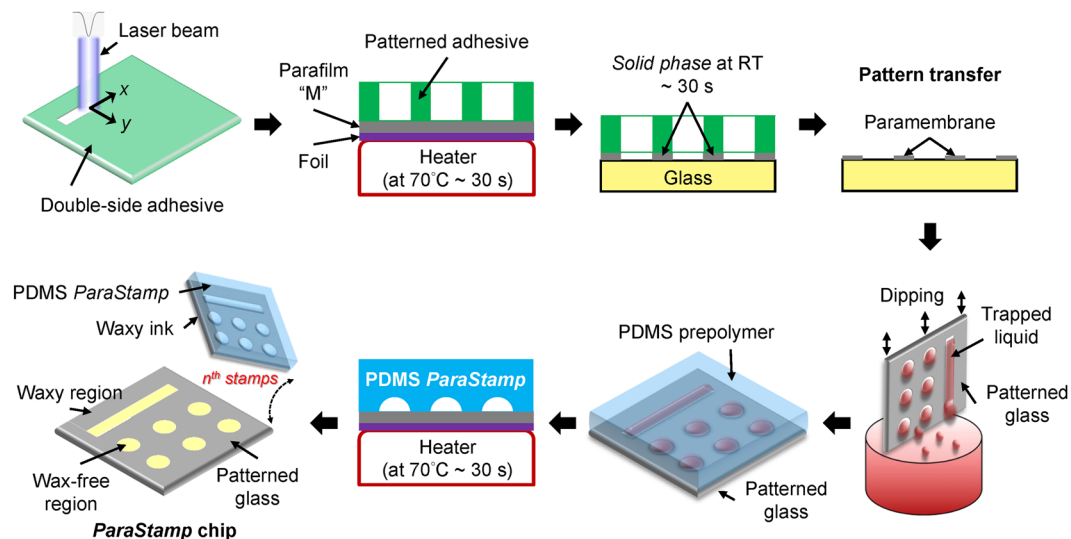 Laser beam
x
y
Double-side adhesive
Patterned adhesive
Parafilm
“M”
Foil
Heater
(at 70°C ~ 30 s)
Solid phase at RT
~ 30 s
Glass
Pattern transfer
Paramembrane
PDMS ParaStamp
Waxy ink
nth stamps
Waxy region
Wax-free
region
Patterned
glass
ParaStamp chip
PDMS ParaStamp
Heater
(at 70°C ~ 30 s)
PDMS prepolymer
Patterned
glass
Dipping
Trapped
liquid
Patterned
glass